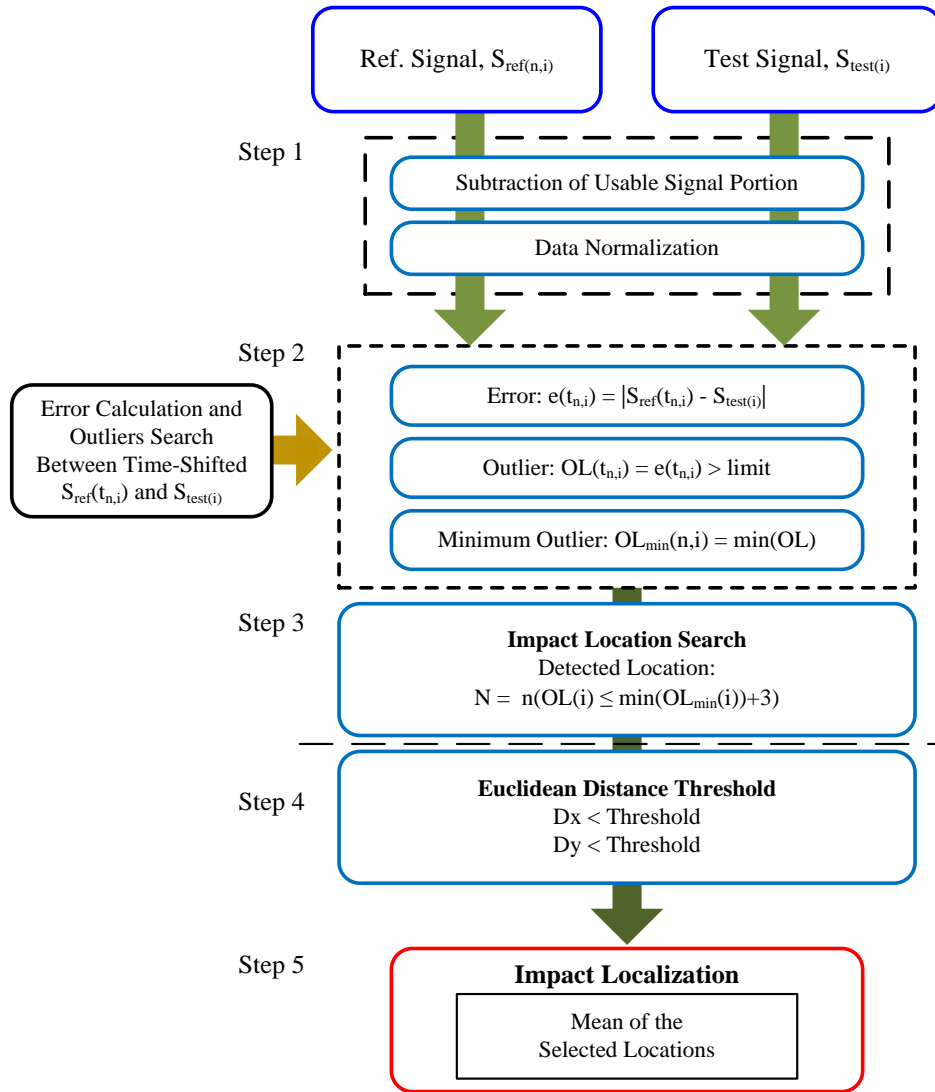 Ref. Signal, Sref(n,i)
Test Signal, Stest(i)
Step 1
Subtraction of Usable Signal Portion
Data Normalization
Step 2
Error Calculation and
Outliers Search
Between Time-Shifted
Sref(tn,i) and Stest(i)
Error: e(tn,i) = |Sref(tn,i) - Stest(i)|
Outlier: OL(tn,i) = e(tn,i) > limit
Minimum Outlier: OLmin(n,i) = min(OL)
Step 3
Impact Location Search
Detected Location:
N = n(OL(i) ≤ min(OLmin(i))+3)
Step 4
Euclidean Distance Threshold
Dx < Threshold
Dy < Threshold
Step 5
Impact Localization
Mean of the
Selected Locations